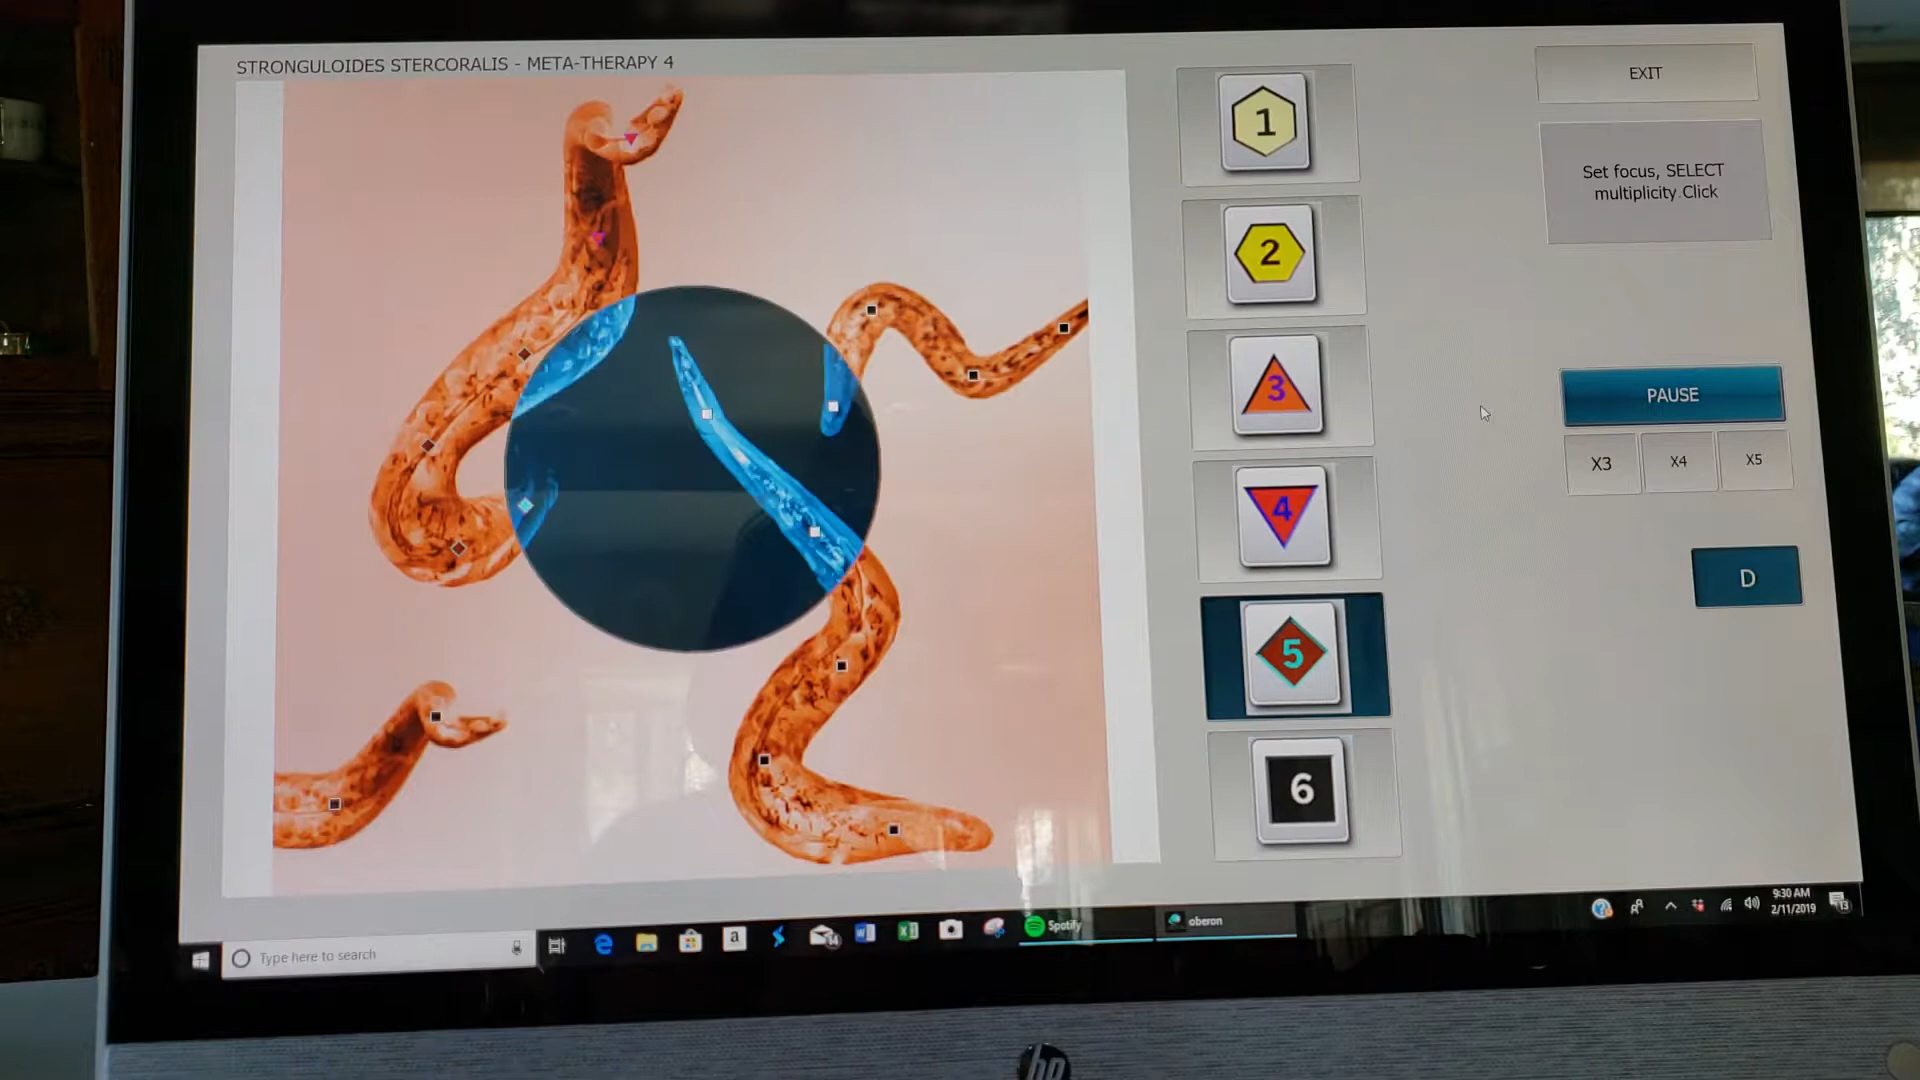 STRONGULOIDES STERCORALIS - META-THERAPY 4
EXIT
Set focus, SELECT
multiplicity Click
1
2
3
4
5
6
PAUSE
X3 X4 X5
D
Type here to search
a
Spotify
oberon
9:30 AM
2/11/2019
hp